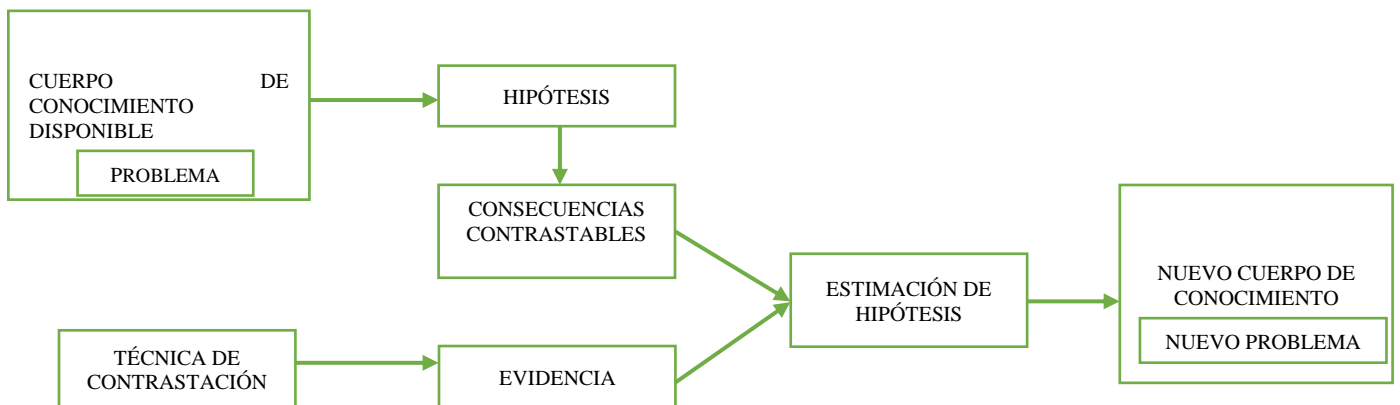 CUERPO DE
CONOCIMIENTO
DISPONIBLE
PROBLEMA
HIPÓTESIS
CONSECUENCIAS
CONTRASTABLES
TÉCNICA DE
CONTRASTACIÓN
EVIDENCIA
ESTIMACIÓN DE
HIPÓTESIS
NUEVO CUERPO DE
CONOCIMIENTO
NUEVO PROBLEMA